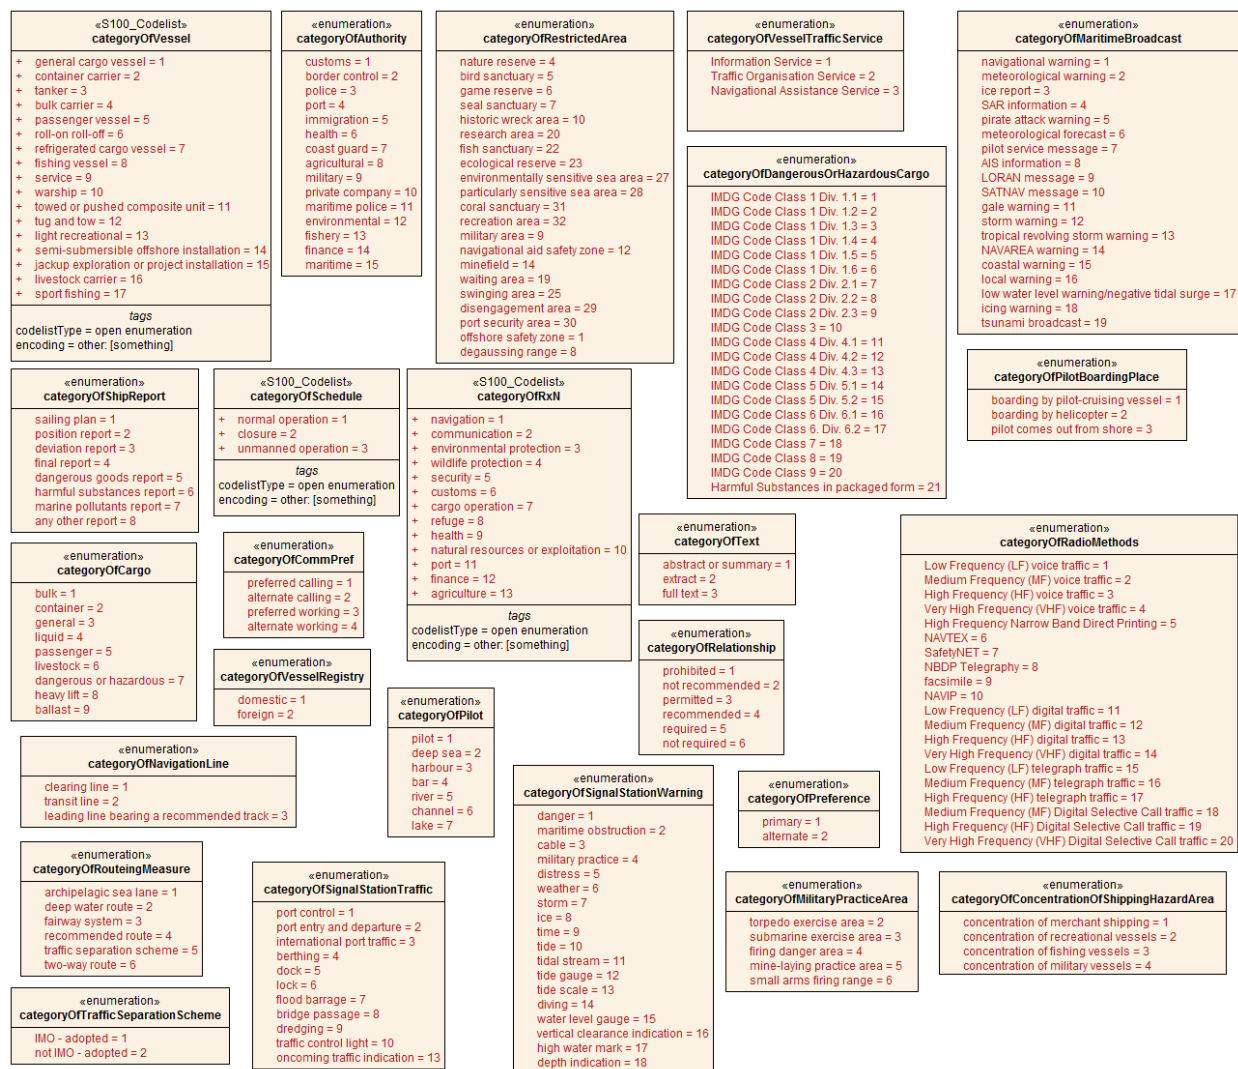 «S100_Codelist»
categoryOfVessel
+ general cargo vessel = 1
+ container carrier = 2
+ tanker = 3
+ bulk carrier = 4
+ passenger vessel = 5
+ roll-on roll-off = 6
+ refrigerated cargo vessel = 7
+ fishing vessel = 8
+ service = 9
+ warship = 10
+ towed or pushed composite unit = 11
+ tug and tow = 12
+ light recreational = 13
+ semi-submersible offshore installation = 14
+ jackup exploration or project installation = 15
+ livestock carrier = 16
+ sport fishing = 17
tags
codelistType = open enumeration
encoding = other: [something]
«enumeration»
categoryOfAuthority
customs = 1
border control = 2
police = 3
port = 4
immigration = 5
health = 6
coast guard = 7
agricultural = 8
military = 9
private company = 10
maritime police = 11
environmental = 12
fishery = 13
finance = 14
maritime = 15
«enumeration»
categoryOfRestrictedArea
nature reserve = 4
bird sanctuary = 5
game reserve = 6
seal sanctuary = 7
historic wreck area = 10
research area = 20
fish sanctuary = 22
ecological reserve = 23
environmentally sensitive sea area = 27
particularly sensitive sea area = 28
coral sanctuary = 31
recreation area = 32
military area = 9
navigational aid safety zone = 12
minefield = 14
waiting area = 19
swinging area = 25
disengagement area = 29
port security area = 30
offshore safety zone = 1
degaussing range = 8
«enumeration»
categoryOfVesselTrafficService
Information Service = 1
Traffic Organisation Service = 2
Navigational Assistance Service = 3
«enumeration»
categoryOfDangerousOrHazardousCargo
IMDG Code Class 1 Div. 1.1 = 1
IMDG Code Class 1 Div. 1.2 = 2
IMDG Code Class 1 Div. 1.3 = 3
IMDG Code Class 1 Div. 1.4 = 4
IMDG Code Class 1 Div. 1.5 = 5
IMDG Code Class 1 Div. 1.6 = 6
IMDG Code Class 2 Div. 2.1 = 7
IMDG Code Class 2 Div. 2.2 = 8
IMDG Code Class 2 Div. 2.3 = 9
IMDG Code Class 3 = 10
IMDG Code Class 4 Div. 4.1 = 11
IMDG Code Class 4 Div. 4.2 = 12
IMDG Code Class 4 Div. 4.3 = 13
IMDG Code Class 5 Div. 5.1 = 14
IMDG Code Class 5 Div. 5.2 = 15
IMDG Code Class 6 Div. 6.1 = 16
IMDG Code Class 6. Div. 6.2 = 17
IMDG Code Class 7 = 18
IMDG Code Class 8 = 19
IMDG Code Class 9 = 20
Harmful Substances in packaged form = 21
«enumeration»
categoryOfMaritimeBroadcast
navigational warning = 1
meteorological warning = 2
ice report = 3
SAR information = 4
pirate attack warning = 5
meteorological forecast = 6
pilot service message = 7
AIS information = 8
LORAN message = 9
SATNAV message = 10
gale warning = 11
storm warning = 12
tropical revolving storm warning = 13
NAVAREA warning = 14
coastal warning = 15
local warning = 16
low water level warning/negative tidal surge = 17
icing warning = 18
tsunami broadcast = 19
«enumeration»
categoryOfPilotBoardingPlace
boarding by pilot-cruising vessel = 1
boarding by helicopter = 2
pilot comes out from shore = 3
«enumeration»
categoryOfShipReport
sailing plan = 1
position report = 2
deviation report = 3
final report = 4
dangerous goods report = 5
harmful substances report = 6
marine pollutants report = 7
any other report = 8
«S100_Codelist»
categoryOfSchedule
+ normal operation = 1
+ closure = 2
+ unmanned operation = 3
tags
codelistType = open enumeration
encoding = other: [something]
«S100_Codelist»
categoryOfRxN
+ navigation = 1
+ communication = 2
+ environmental protection = 3
+ wildlife protection = 4
+ security = 5
+ customs = 6
+ cargo operation = 7
+ refuge = 8
+ health = 9
+ natural resources or exploitation = 10
+ port = 11
+ finance = 12
+ agriculture = 13
tags
codelistType = open enumeration
encoding = other: [something]
«enumeration»
categoryOfText
abstract or summary = 1
extract = 2
full text = 3
«enumeration»
categoryOfRadioMethods
Low Frequency (LF) voice traffic = 1
Medium Frequency (MF) voice traffic = 2
High Frequency (HF) voice traffic = 3
Very High Frequency (VHF) voice traffic = 4
High Frequency Narrow Band Direct Printing = 5
NAVTEX = 6
SafetyNET = 7
NBDP Telegraphy = 8
facsimile = 9
NAVIP = 10
Low Frequency (LF) digital traffic = 11
Medium Frequency (MF) digital traffic = 12
High Frequency (HF) digital traffic = 13
Very High Frequency (VHF) digital traffic = 14
Low Frequency (LF) telegraph traffic = 15
Medium Frequency (MF) telegraph traffic = 16
High Frequency (HF) telegraph traffic = 17
Medium Frequency (MF) Digital Selective Call traffic = 18
High Frequency (HF) Digital Selective Call traffic = 19
Very High Frequency (VHF) Digital Selective Call traffic = 20
«enumeration»
categoryOfCargo
bulk = 1
container = 2
general = 3
liquid = 4
passenger = 5
livestock = 6
dangerous or hazardous = 7
heavy lift = 8
ballast = 9
«enumeration»
categoryOfCommPref
preferred calling = 1
alternate calling = 2
preferred working = 3
alternate working = 4
«enumeration»
categoryOfVesselRegistry
domestic = 1
foreign = 2
«enumeration»
categoryOfRelationship
prohibited = 1
not recommended = 2
permitted = 3
recommended = 4
required = 5
not required = 6
«enumeration»
categoryOfPilot
pilot = 1
deep sea = 2
harbour = 3
bar = 4
river = 5
channel = 6
lake = 7
«enumeration»
categoryOfNavigationLine
clearing line = 1
transit line = 2
leading line bearing a recommended track = 3
«enumeration»
categoryOfSignalStationWarning
danger = 1
maritime obstruction = 2
cable = 3
military practice = 4
distress = 5
weather = 6
storm = 7
ice = 8
time = 9
tide = 10
tidal stream = 11
tide gauge = 12
tide scale = 13
diving = 14
water level gauge = 15
vertical clearance indication = 16
high water mark = 17
depth indication = 18
«enumeration»
categoryOfPreference
primary = 1
alternate = 2
«enumeration»
categoryOfRouteingMeasure
archipelagic sea lane = 1
deep water route = 2
fairway system = 3
recommended route = 4
traffic separation scheme = 5
two-way route = 6
«enumeration»
categoryOfSignalStationTraffic
port control = 1
port entry and departure = 2
international port traffic = 3
berthing = 4
dock = 5
lock = 6
flood barrage = 7
bridge passage = 8
dredging = 9
traffic control light = 10
oncoming traffic indication = 13
«enumeration»
categoryOfMilitaryPracticeArea
torpedo exercise area = 2
submarine exercise area = 3
firing danger area = 4
mine-laying practice area = 5
small arms firing range = 6
«enumeration»
categoryOfConcentrationOfShippingHazardArea
concentration of merchant shipping = 1
concentration of recreational vessels = 2
concentration of fishing vessels = 3
concentration of military vessels = 4
«enumeration»
categoryOfTrafficSeparationScheme
IMO - adopted = 1
not IMO - adopted = 2